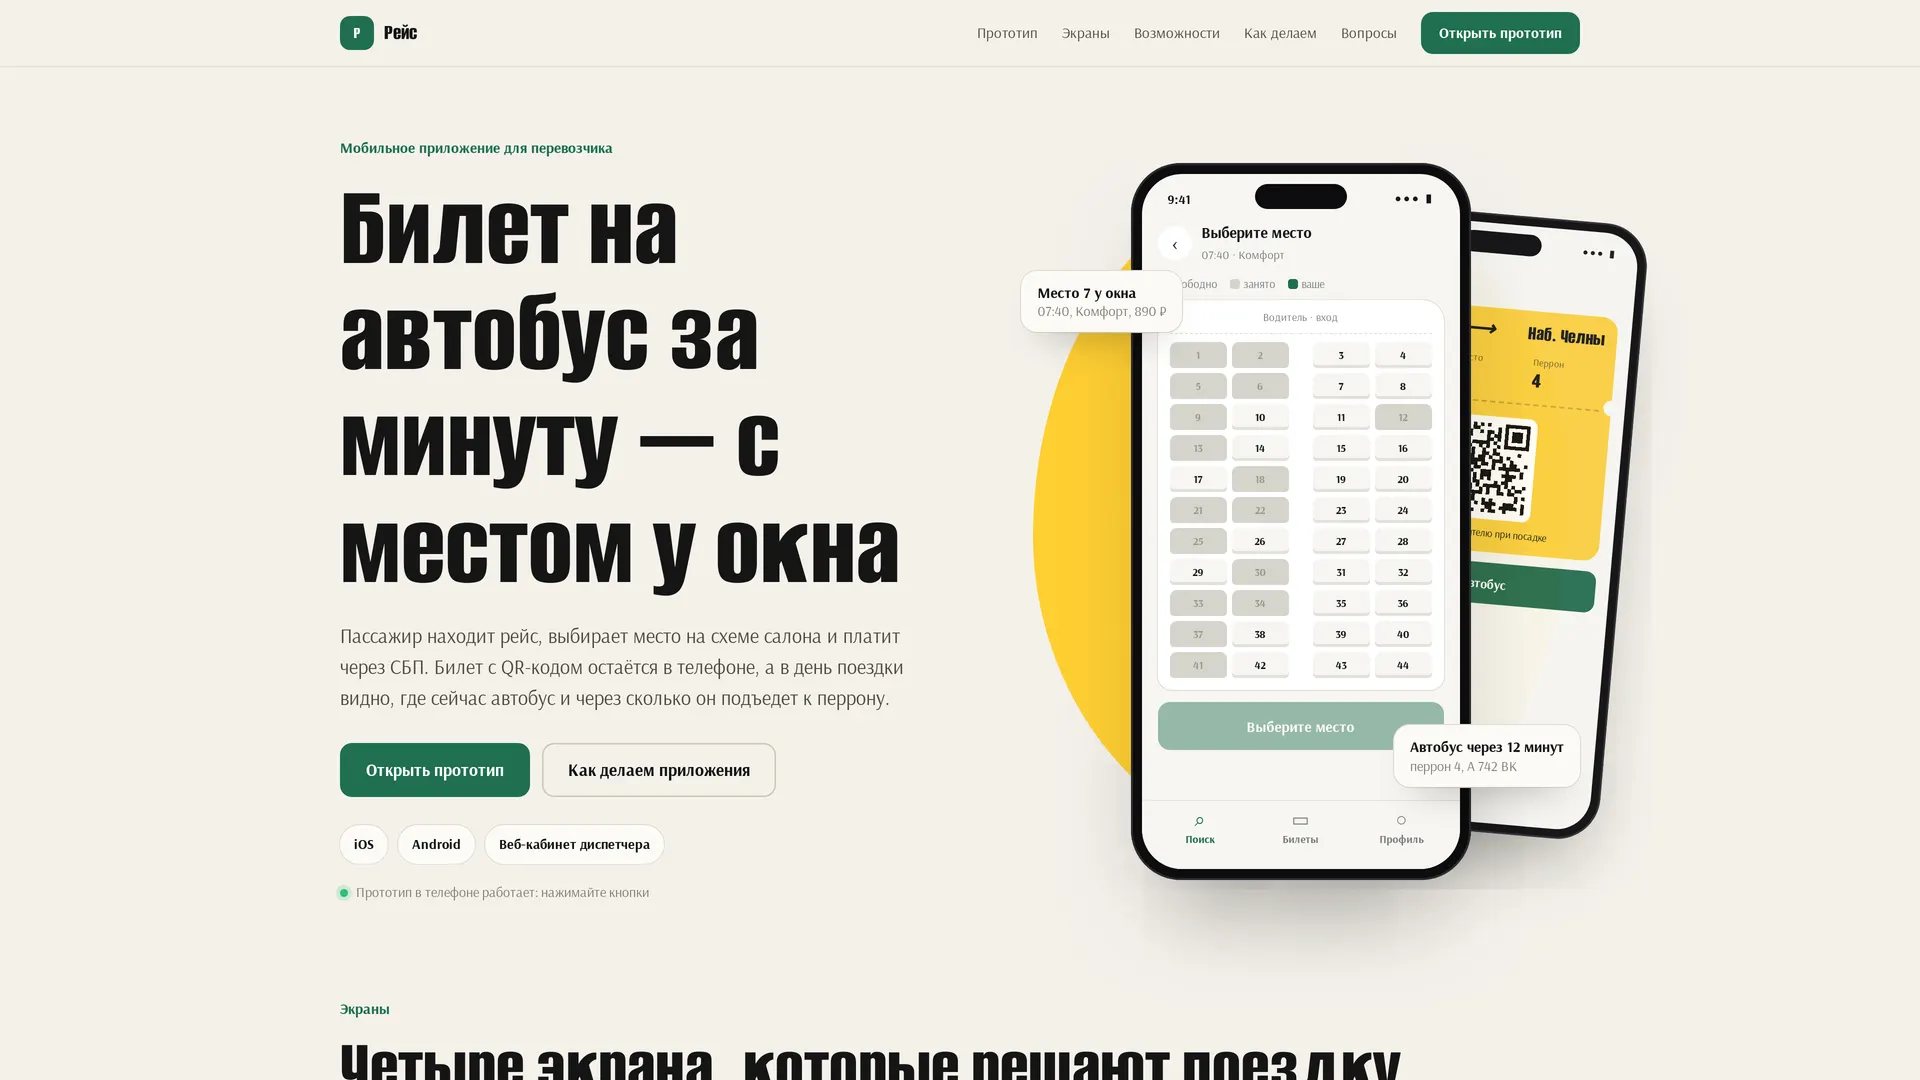 Р Рейс
Прототип Экраны Возможности Как делаем Вопросы Открыть прототип
Мобильное приложение для перевозчика
Билет на
автобус за
минуту — с
местом у окна
Пассажир находит рейс, выбирает место на схеме салона и платит
через СБП. Билет с QR-кодом остаётся в телефоне, а в день поездки
видно, где сейчас автобус и через сколько он подъедет к перрону.
Открыть прототип Как делаем приложения
iOS Android Веб-кабинет диспетчера
Прототип в телефоне работает: нажимайте кнопки
9:41
Выберите место
07:40 · Комфорт
занято ваше
Место 7 у окна
07:40, Комфорт, 890 ₽
Водитель · вход
1 2 3 4
5 6 7 8
9 10 11 12
13 14 15 16
17 18 19 20
21 22 23 24
25 26 27 28
29 30 31 32
33 34 35 36
37 38 39 40
41 42 43 44
Выберите место
Поиск Билеты Профиль
Наб. Челны
Перрон
4
при посадке
Автобус через 12 минут
перрон 4, А 742 ВК
Экраны
Четыре экрана, которые решают поездку